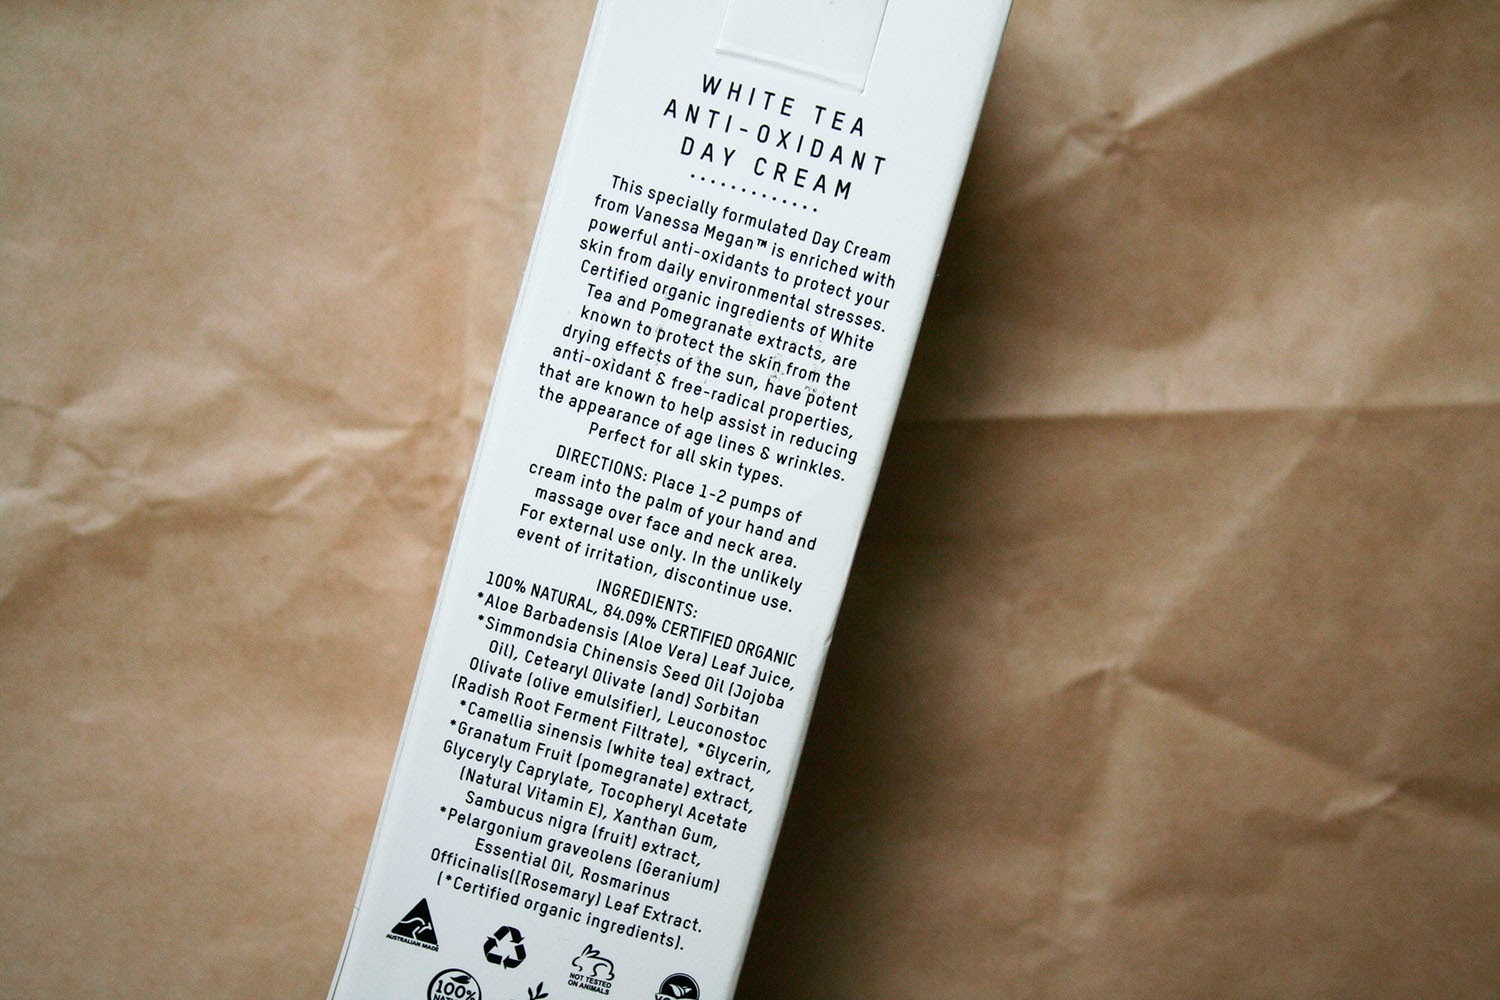 WHITE TEA
ANTI-OXIDANT
DAY CREAM
This specially formulated Day Cream
from Vanessa Megan™ is enriched with
powerful anti-oxidants to protect your
skin from daily environmental stresses.
Certified organic ingredients of White
Tea and Pomegranate extracts, are
known to protect the skin from the
drying effects of the sun, have potent
anti-oxidant & free-radical properties,
that are known to help assist in reducing
the appearance of age lines & wrinkles.
Perfect for all skin types.
DIRECTIONS: Place 1-2 pumps of
cream into the palm of your hand and
massage over face and neck area.
For external use only. In the unlikely
event of irritation, discontinue use.
INGREDIENTS:
100% NATURAL, 84.09% CERTIFIED ORGANIC
*Aloe Barbadensis (Aloe Vera) Leaf Juice,
*Simmondsia Chinensis Seed Oil (Jojoba
Oil), Cetearyl Olivate (and) Sorbitan
Olivate (olive emulsifier), Leuconostoc
(Radish Root Ferment Filtrate), *Glycerin,
*Camellia sinensis (white tea) extract,
*Granatum Fruit (pomegranate) extract,
Glyceryly Caprylate, Tocopheryl Acetate
(Natural Vitamin E), Xanthan Gum,
Sambucus nigra (fruit) extract,
*Pelargonium graveolens (Geranium)
Essential Oil, Rosmarinus
Officinalis((Rosemary) Leaf Extract.
(*Certified organic ingredients).
AUSTRALIAN MADE
NOT TESTED
ON ANIMALS
100%